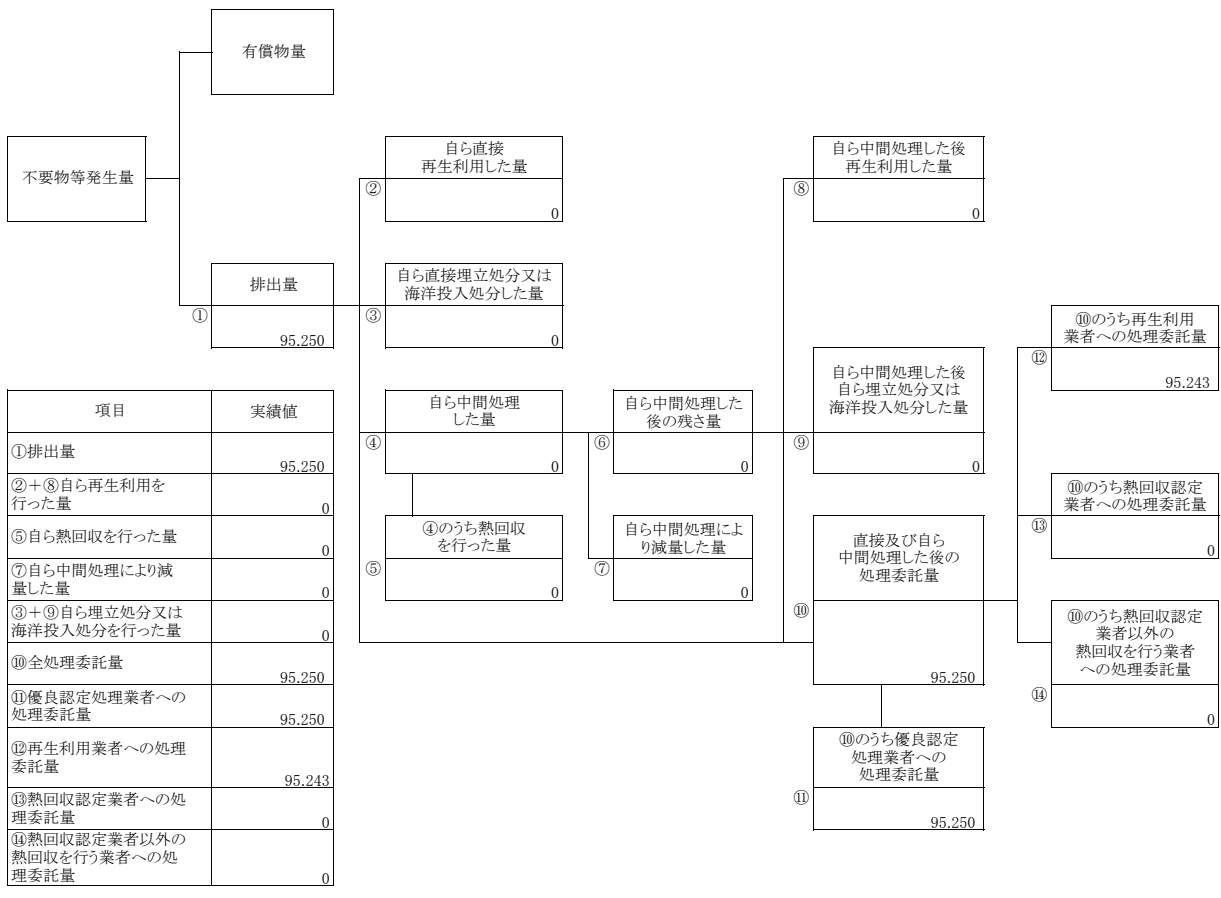 有償物量
不要物等発生量
排出量
①
95.250
自ら直接
再生利用した量
②
0
自ら直接埋立処分又は
海洋投入処分した量
③
0
自ら中間処理
した量
④
0
④のうち熱回収
を行った量
⑤
0
自ら中間処理した
後の残さ量
⑥
0
自ら中間処理によ
り減量した量
⑦
0
自ら中間処理した後
再生利用した量
⑧
0
自ら中間処理した後
自ら埋立処分又は
海洋投入処分した量
⑨
0
直接及び自ら
中間処理した後の
処理委託量
⑩
95.250
⑩のうち優良認定
処理業者への
処理委託量
⑪
95.250
⑩のうち再生利用
業者への処理委託量
⑫
95.243
⑩のうち熱回収認定
業者への処理委託量
⑬
0
⑩のうち熱回収認定
業者以外の
熱回収を行う業者
への処理委託量
⑭
0
項目 実績値
①排出量
95.250
②＋⑧自ら再生利用を
行った量
0
⑤自ら熱回収を行った量
0
⑦自ら中間処理により減
量した量
0
③＋⑨自ら埋立処分又は
海洋投入処分を行った量
0
⑩全処理委託量
95.250
⑪優良認定処理業者への
処理委託量
95.250
⑫再生利用業者への処理
委託量
95.243
⑬熱回収認定業者への処
理委託量
0
⑭熱回収認定業者以外の
熱回収を行う業者への処
理委託量
0